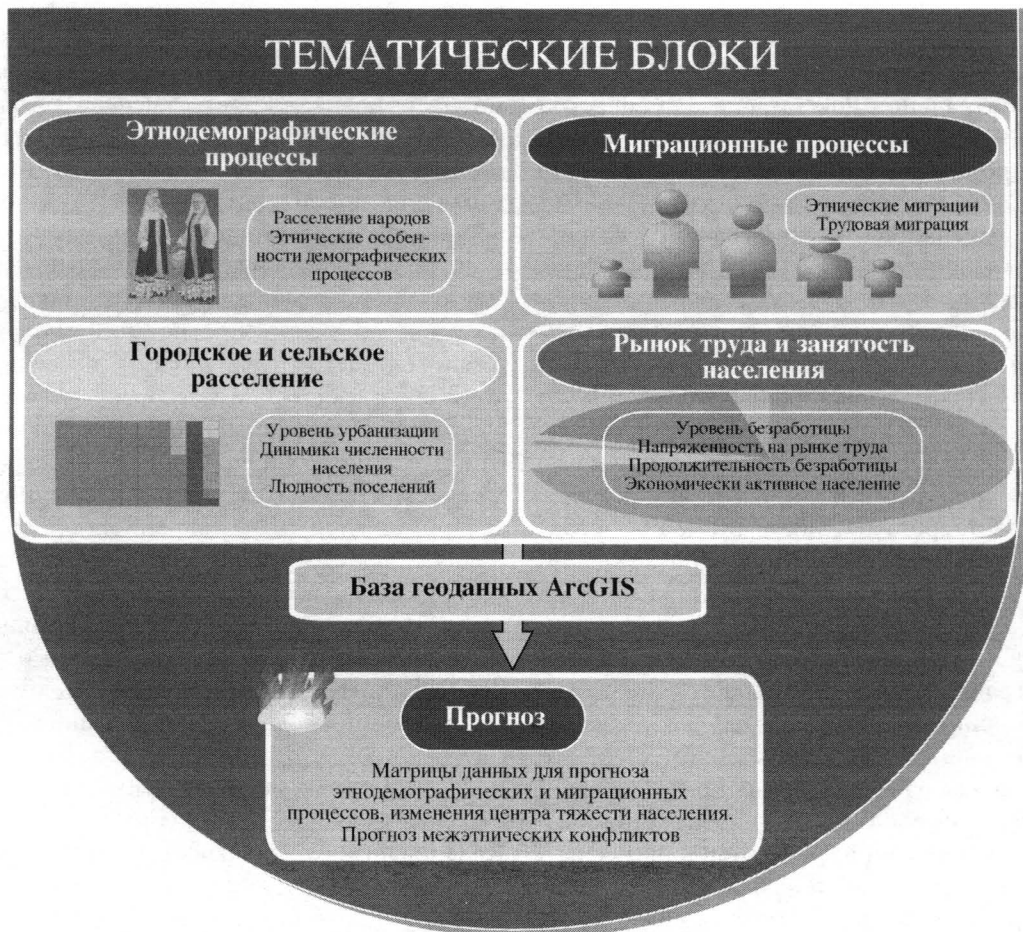 ТЕМАТИЧЕСКИЕ БЛОКИ
Этнодемографические
процессы
Расселение народов
Этнические особен-
ности демографических
процессов
Миграционные процессы
Этнические миграции
Трудовая миграция
Городское и сельское
расселение
Уровень урбанизации
Динамика численности
населения
Людность поселений
Рынок труда и занятость
населения
Уровень безработицы
Напряженность на рынке труда
Продолжительность безработицы
Экономически активное население
База геоданных ArcGIS
Прогноз
Матрицы данных для прогноза
этнодемографических и миграционных
процессов, изменения центра тяжести населения.
Прогноз межэтнических конфликтов